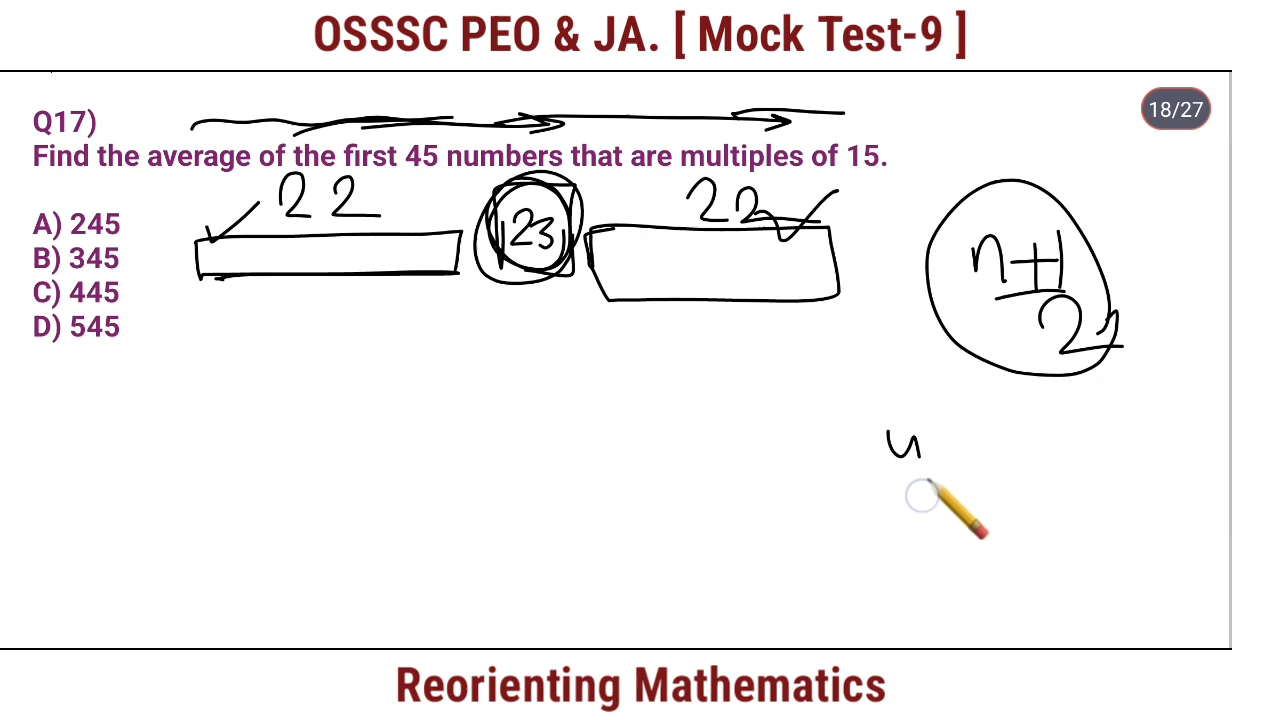 OSSSC PEO & JA. [ Mock Test-9 ]
18/27
Q17)
Find the average of the first 45 numbers that are multiples of 15.
22
23
22
A) 245
B) 345
C) 445
D) 545
n+1
2
Reorienting Mathematics